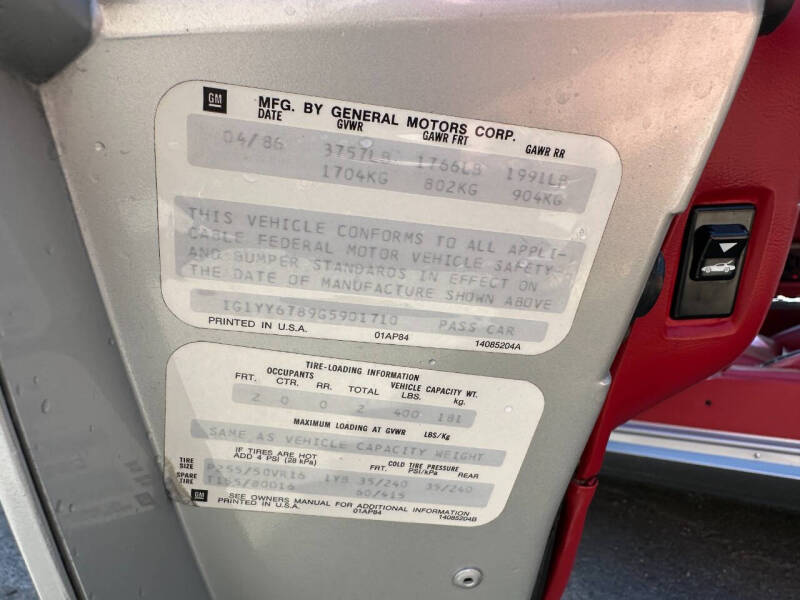 GM
MFG. BY GENERAL MOTORS CORP.
DATE GVWR GAWR FRT GAWR RR
04/86 3757LB 1766LB 1991LB
1704KG 802KG 904KG
THIS VEHICLE CONFORMS TO ALL APPLI-
CABLE FEDERAL MOTOR VEHICLE SAFETY
AND BUMPER STANDARDS IN EFFECT ON
THE DATE OF MANUFACTURE SHOWN ABOVE
1G1YY6789G5901710 PASS CAR
PRINTED IN U.S.A. 01AP84 14085204A
TIRE-LOADING INFORMATION
OCCUPANTS VEHICLE CAPACITY WT.
FRT. CTR. RR. TOTAL LBS. kg.
2 0 0 2 400 181
MAXIMUM LOADING AT GVWR LBS/Kg
SAME AS VEHICLE CAPACITY WEIGHT
IF TIRES ARE HOT
ADD 4 PSI (28 kPa)
COLD TIRE PRESSURE
FRT. PSI/kPa REAR
TIRE SIZE P255/50VR16 LYB 35/240 35/240
SPARE TIRE T155/80D16 60/415
GM SEE OWNERS MANUAL FOR ADDITIONAL INFORMATION
PRINTED IN U.S.A. 01AP84 14085204B